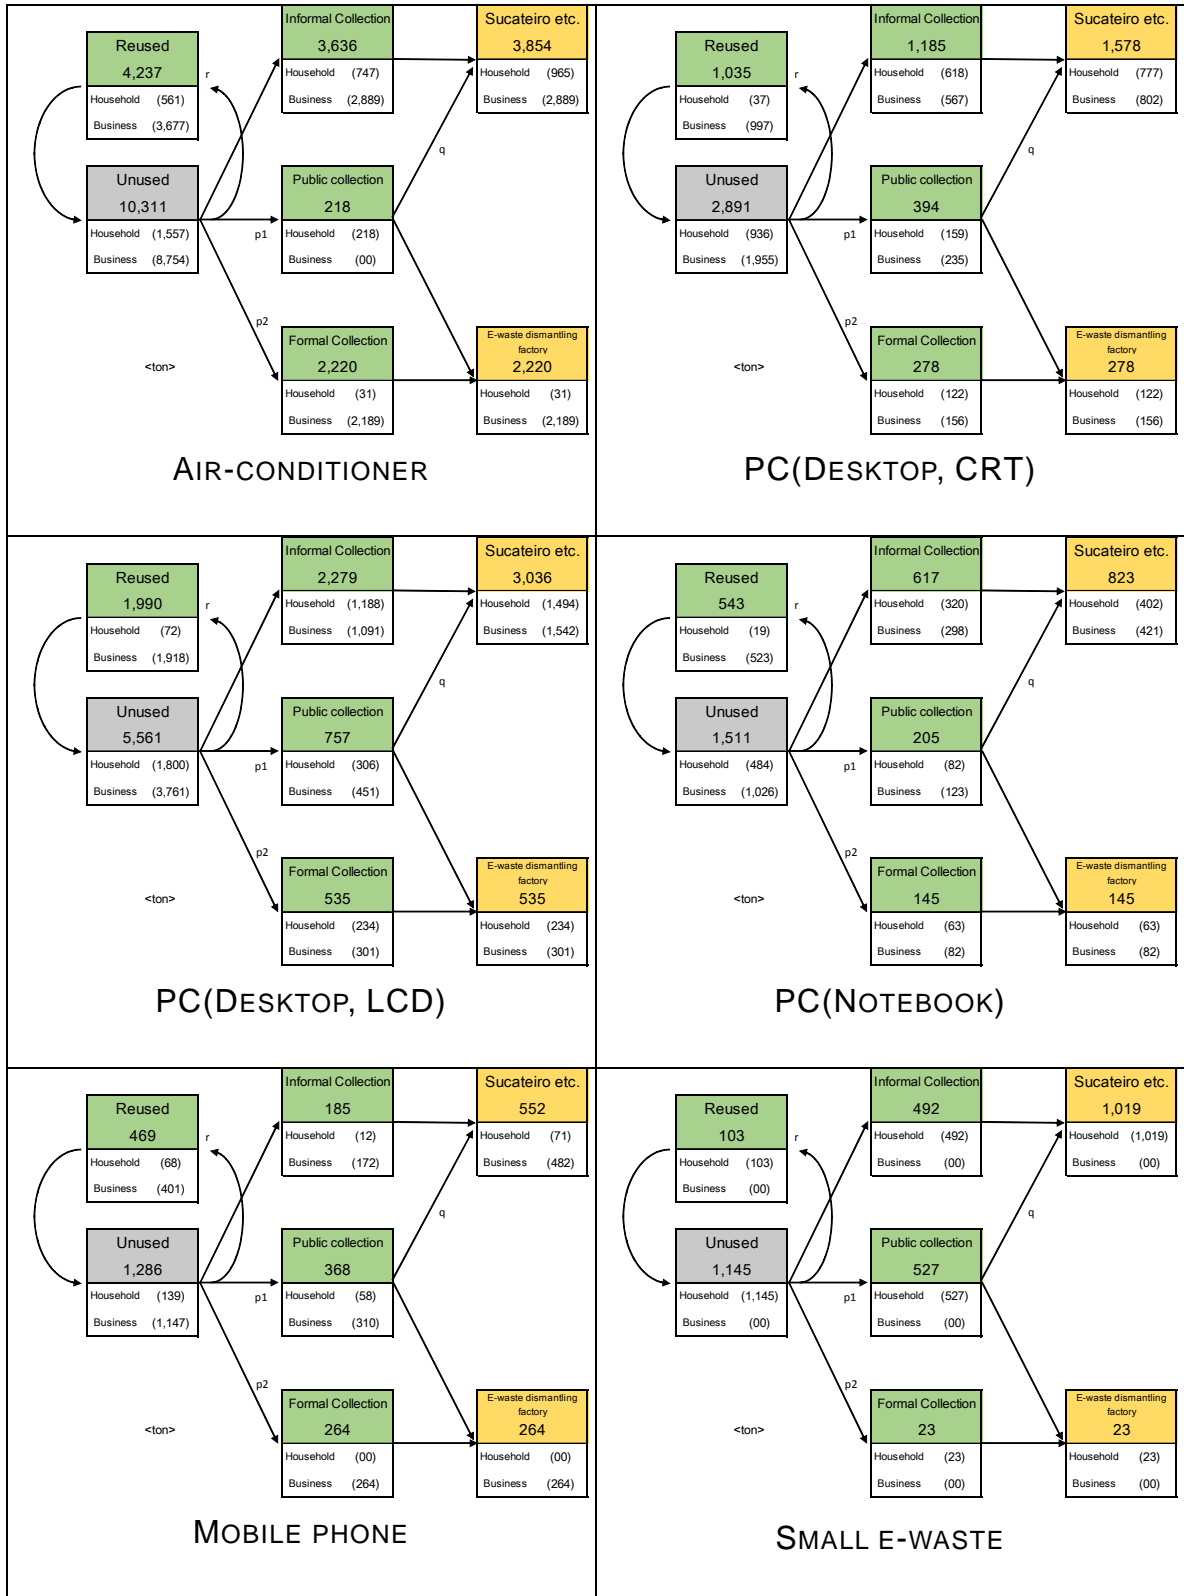 Informal Collection
3,636
Household (747)
Business (2,889)
Sucateiro etc.
3,854
Household (965)
Business (2,889)
Reused
4,237
Household (561)
Business (3,677)
r
q
Unused
10,311
Household (1,557)
Business (8,754)
p1
Public collection
218
Household (218)
Business (00)
p2
<ton>
Formal Collection
2,220
Household (31)
Business (2,189)
E-waste dismantling
factory
2,220
Household (31)
Business (2,189)
AIR-CONDITIONER
Informal Collection
1,185
Household (618)
Business (567)
Sucateiro etc.
1,578
Household (777)
Business (802)
Reused
1,035
Household (37)
Business (997)
r
q
Unused
2,891
Household (936)
Business (1,955)
p1
Public collection
394
Household (159)
Business (235)
p2
<ton>
Formal Collection
278
Household (122)
Business (156)
E-waste dismantling
factory
278
Household (122)
Business (156)
PC(DESKTOP, CRT)
Informal Collection
2,279
Household (1,188)
Business (1,091)
Sucateiro etc.
3,036
Household (1,494)
Business (1,542)
Reused
1,990
Household (72)
Business (1,918)
r
q
Unused
5,561
Household (1,800)
Business (3,761)
p1
Public collection
757
Household (306)
Business (451)
p2
<ton>
Formal Collection
535
Household (234)
Business (301)
E-waste dismantling
factory
535
Household (234)
Business (301)
PC(DESKTOP, LCD)
Informal Collection
617
Household (320)
Business (298)
Sucateiro etc.
823
Household (402)
Business (421)
Reused
543
Household (19)
Business (523)
r
q
Unused
1,511
Household (484)
Business (1,026)
p1
Public collection
205
Household (82)
Business (123)
p2
<ton>
Formal Collection
145
Household (63)
Business (82)
E-waste dismantling
factory
145
Household (63)
Business (82)
PC(NOTEBOOK)
Informal Collection
185
Household (12)
Business (172)
Sucateiro etc.
552
Household (71)
Business (482)
Reused
469
Household (68)
Business (401)
r
q
Unused
1,286
Household (139)
Business (1,147)
p1
Public collection
368
Household (58)
Business (310)
p2
<ton>
Formal Collection
264
Household (00)
Business (264)
E-waste dismantling
factory
264
Household (00)
Business (264)
MOBILE PHONE
Informal Collection
492
Household (492)
Business (00)
Sucateiro etc.
1,019
Household (1,019)
Business (00)
Reused
103
Household (103)
Business (00)
r
q
Unused
1,145
Household (1,145)
Business (00)
p1
Public collection
527
Household (527)
Business (00)
p2
<ton>
Formal Collection
23
Household (23)
Business (00)
E-waste dismantling
factory
23
Household (23)
Business (00)
SMALL E-WASTE